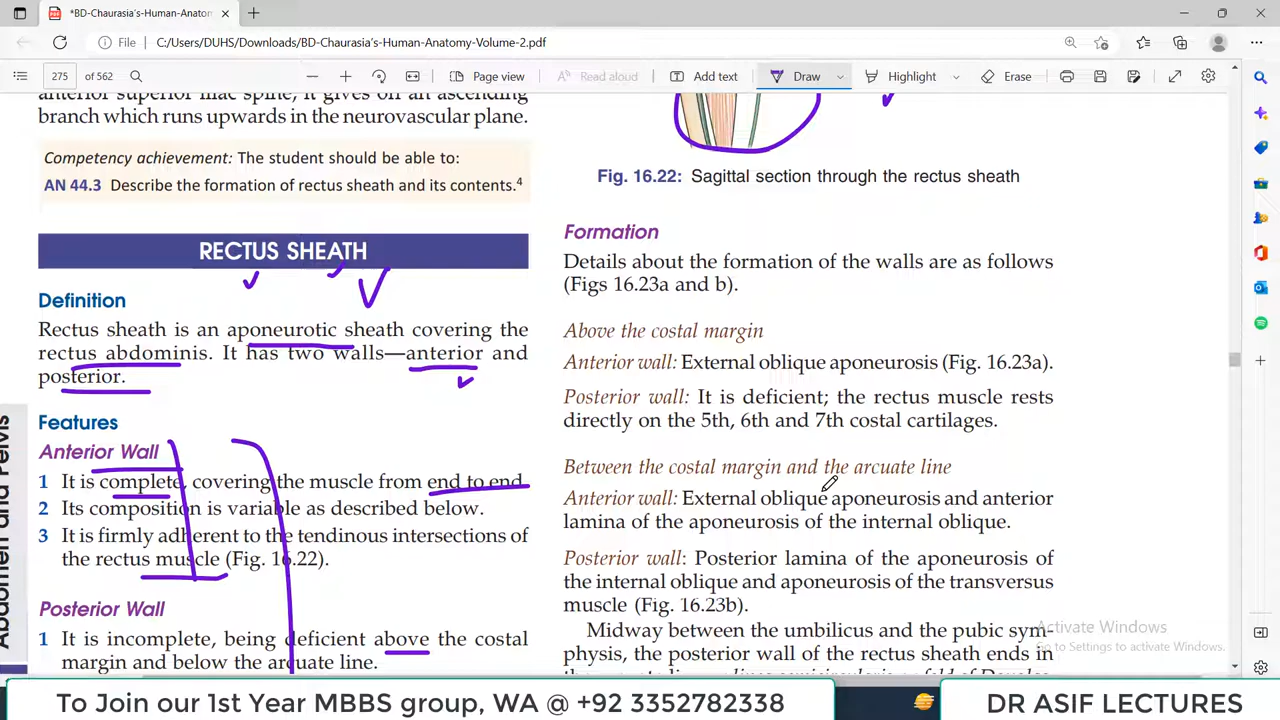 *BD-Chaurasia's-Human-Anatom
File
C:/Users/DUHS/Downloads/BD-Chaurasia's-Human-Anatomy-Volume-2.pdf
275
of 562
Page view
Read aloud
Add text
Draw
Highlight
Erase
anterior superior iliac spine, it gives off an ascending
branch which runs upwards in the neurovascular plane.
Competency achievement: The student should be able to:
AN 44.3 Describe the formation of rectus sheath and its contents.4
RECTUS SHEATH
Definition
Rectus sheath is an aponeurotic sheath covering the
rectus abdominis. It has two walls—anterior and
posterior.
Features
Anterior Wall
1 It is complete, covering the muscle from end to end.
2 Its composition is variable as described below.
3 It is firmly adherent to the tendinous intersections of
the rectus muscle (Fig. 16.22).
Posterior Wall
1 It is incomplete, being deficient above the costal
margin and below the arcuate line.
Abdomen and Pelvis
Fig. 16.22: Sagittal section through the rectus sheath
Formation
Details about the formation of the walls are as follows
(Figs 16.23a and b).
Above the costal margin
Anterior wall: External oblique aponeurosis (Fig. 16.23a).
Posterior wall: It is deficient; the rectus muscle rests
directly on the 5th, 6th and 7th costal cartilages.
Between the costal margin and the arcuate line
Anterior wall: External oblique aponeurosis and anterior
lamina of the aponeurosis of the internal oblique.
Posterior wall: Posterior lamina of the aponeurosis of
the internal oblique and aponeurosis of the transversus
muscle (Fig. 16.23b).
Midway between the umbilicus and the pubic sym-
physis, the posterior wall of the rectus sheath ends in
Activate Windows
Go to Settings to activate Windows.
To Join our 1st Year MBBS group, WA @ +92 3352782338
DR ASIF LECTURES